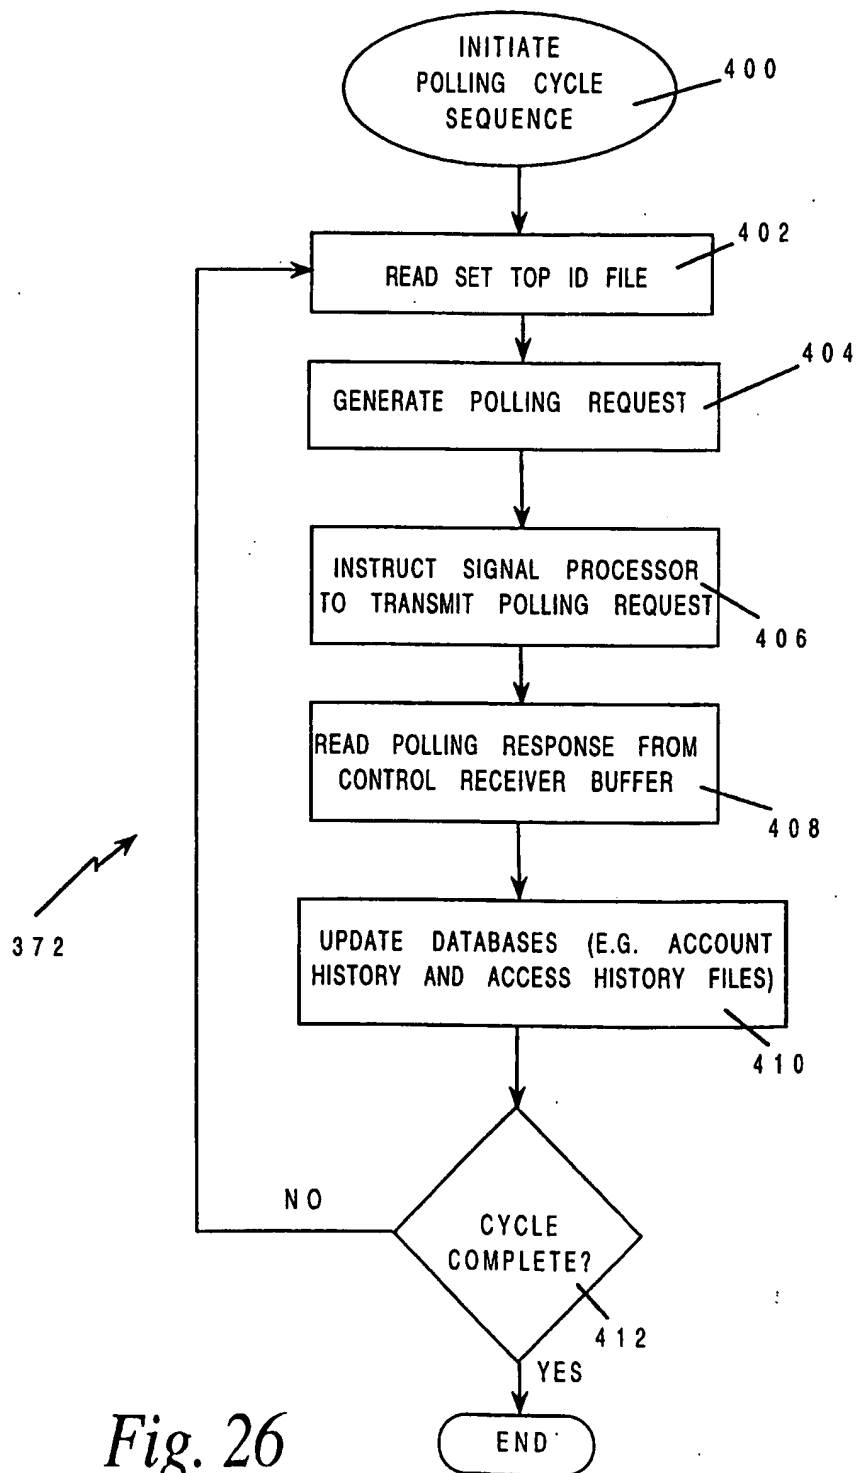 INITIATE
POLLING CYCLE
SEQUENCE
400
402
READ SET TOP ID FILE
404
GENERATE POLLING REQUEST
INSTRUCT SIGNAL PROCESSOR
TO TRANSMIT POLLING REQUEST
406
READ POLLING RESPONSE FROM
CONTROL RECEIVER BUFFER
408
372
UPDATE DATABASES (E.G. ACCOUNT
HISTORY AND ACCESS HISTORY FILES)
410
NO
CYCLE
COMPLETE?
412
YES
END
Fig. 26